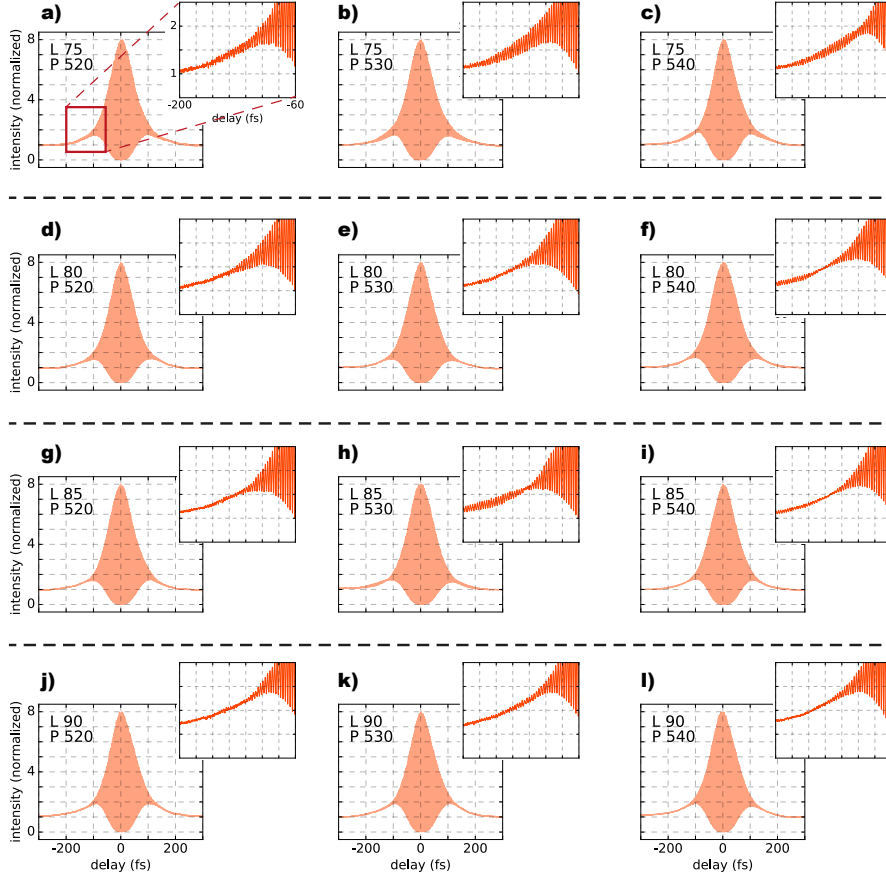 a)
b)
c)
2
1
-200
-60
delay (fs)
8
4
0
intensity (normalized)
L 75
P 520
L 75
P 530
L 75
P 540
d)
e)
f)
8
4
0
intensity (normalized)
L 80
P 520
L 80
P 530
L 80
P 540
g)
h)
i)
8
4
0
intensity (normalized)
L 85
P 520
L 85
P 530
L 85
P 540
j)
k)
l)
8
4
0
intensity (normalized)
L 90
P 520
L 90
P 530
L 90
P 540
-200 0 200
-200 0 200
-200 0 200
delay (fs)
delay (fs)
delay (fs)